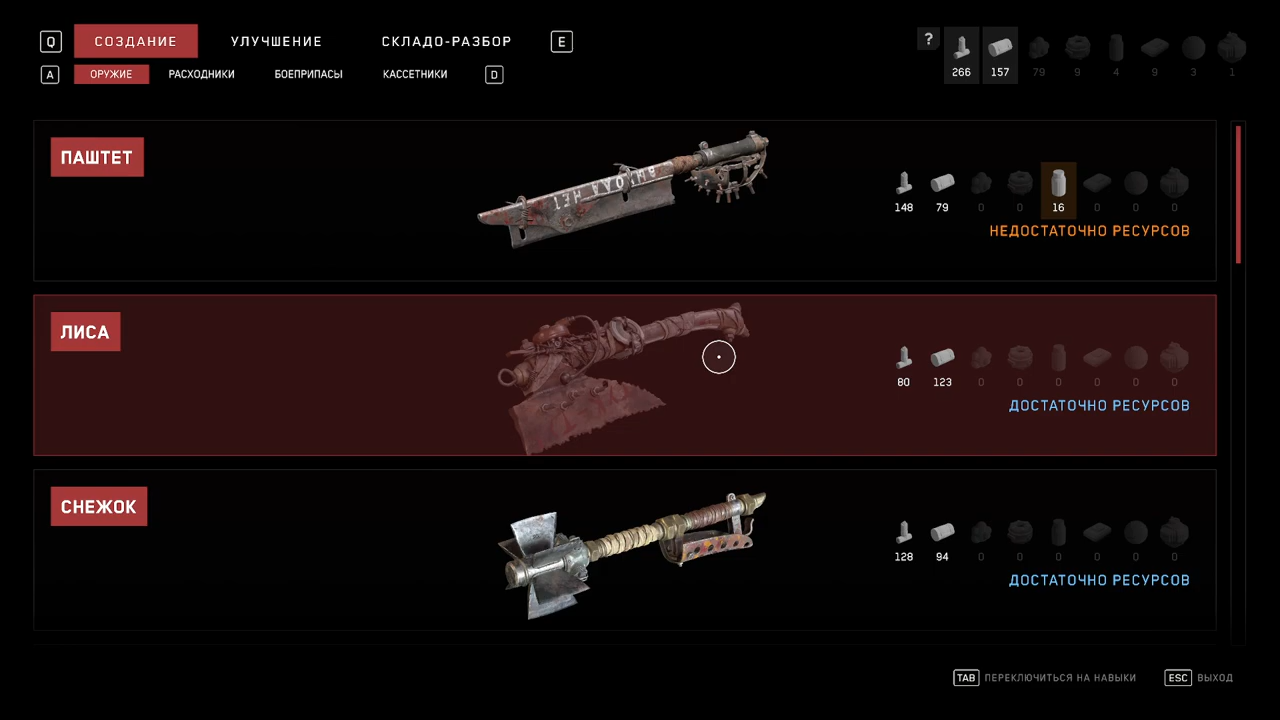 Q СОЗДАНИЕ УЛУЧШЕНИЕ СКЛАДО-РАЗБОР E
A ОРУЖИЕ РАСХОДНИКИ БОЕПРИПАСЫ КАССЕТНИКИ D
?
266 157 79 9 4 9 3 1
ПАШТЕТ
148 79 0 0 16 0 0 0
НЕДОСТАТОЧНО РЕСУРСОВ
ЛИСА
80 123 0 0 0 0 0 0
ДОСТАТОЧНО РЕСУРСОВ
СНЕЖОК
128 94 0 0 0 0 0 0
ДОСТАТОЧНО РЕСУРСОВ
TAB ПЕРЕКЛЮЧИТЬСЯ НА НАВЫКИ ESC ВЫХОД